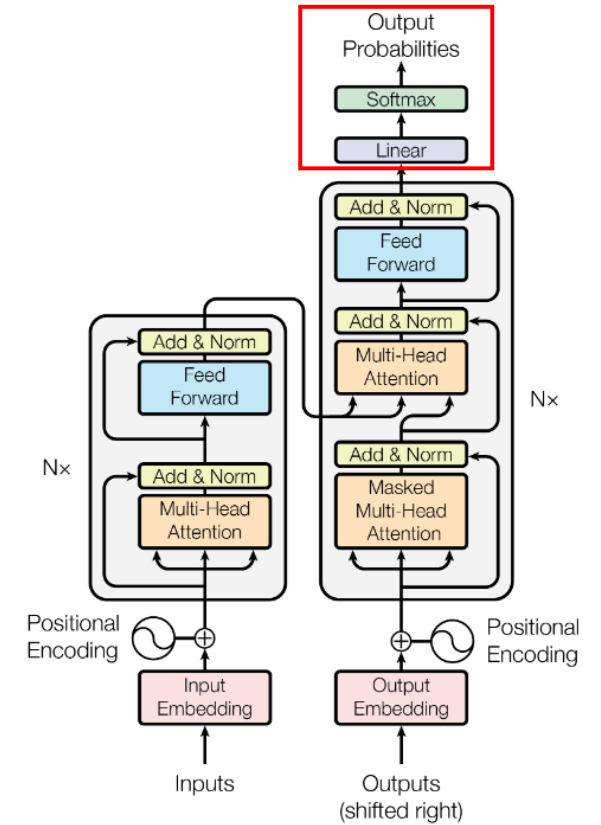 Output
Probabilities
Softmax
Linear
Add & Norm
Feed
Forward
Add & Norm
Multi-Head
Attention
Add & Norm
Masked
Multi-Head
Attention
Nx
Add & Norm
Feed
Forward
Add & Norm
Multi-Head
Attention
Nx
Positional
Encoding
Positional
Encoding
Input
Embedding
Output
Embedding
Inputs
Outputs
(shifted right)